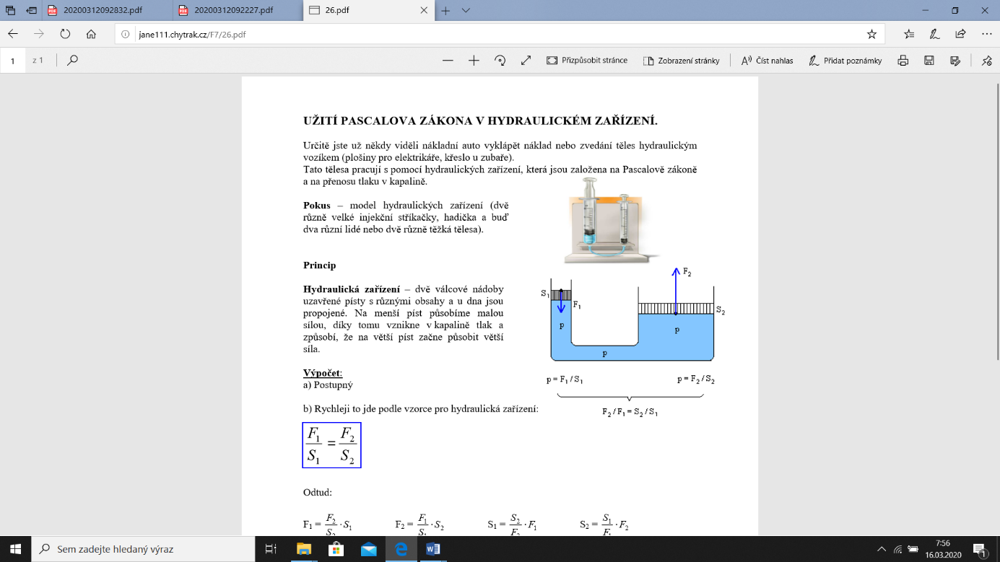 20200312092832.pdf
20200312092227.pdf
26.pdf
jane111.chytrak.cz/F7/26.pdf
1 z 1
Přizpůsobit stránce
Zobrazení stránky
Číst nahlas
Přidat poznámky
UŽITÍ PASCALOVA ZÁKONA V HYDRAULICKÉM ZAŘÍZENÍ.
Určitě jste už někdy viděli nákladní auto vyklápět náklad nebo zvedání těles hydraulickým
vozíkem (plošiny pro elektrikáře, křeslo u zubaře).
Tato tělesa pracují s pomocí hydraulických zařízení, která jsou založena na Pascalově zákoně
a na přenosu tlaku v kapalině.
Pokus – model hydraulických zařízení (dvě
různě velké injekční stříkačky, hadička a buď
dva různí lidé nebo dvě různě těžká tělesa).
Princip
Hydraulická zařízení – dvě válcové nádoby
uzavřené písty s různými obsahy a u dna jsou
propojené. Na menší píst působíme malou
sílou, díky tomu vznikne v kapalině tlak a
způsobí, že na větší píst začne působit větší
síla.
F₂
S₁
F₁
S₂
p
p
p
p = F₁ / S₁
p = F₂ / S₂
F₂ / F₁ = S₂ / S₁
Výpočet:
a) Postupný
b) Rychleji to jde podle vzorce pro hydraulická zařízení:
F₁/S₁ = F₂/S₂
Odtud:
F₁ = F₂/S₂ · S₁
F₂ = F₁/S₁ · S₂
S₁ = S₂/F₂ · F₁
S₂ = S₁/F₁ · F₂
Sem zadejte hledaný výraz
7:56
16.03.2020
1